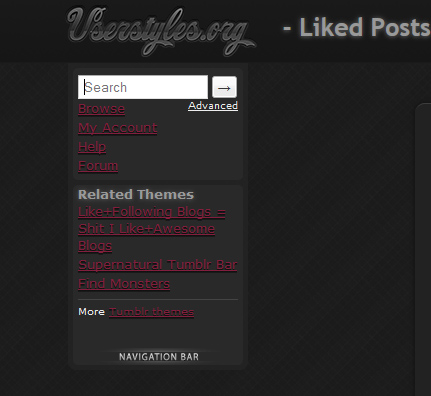 Userstyles.org
- Liked Posts
Search
→
Browse
Advanced
My Account
Help
Forum
Related Themes
Like+Following Blogs =
Shit I Like+Awesome
Blogs
Supernatural Tumblr Bar
Find Monsters
More Tumblr themes
NAVIGATION BAR